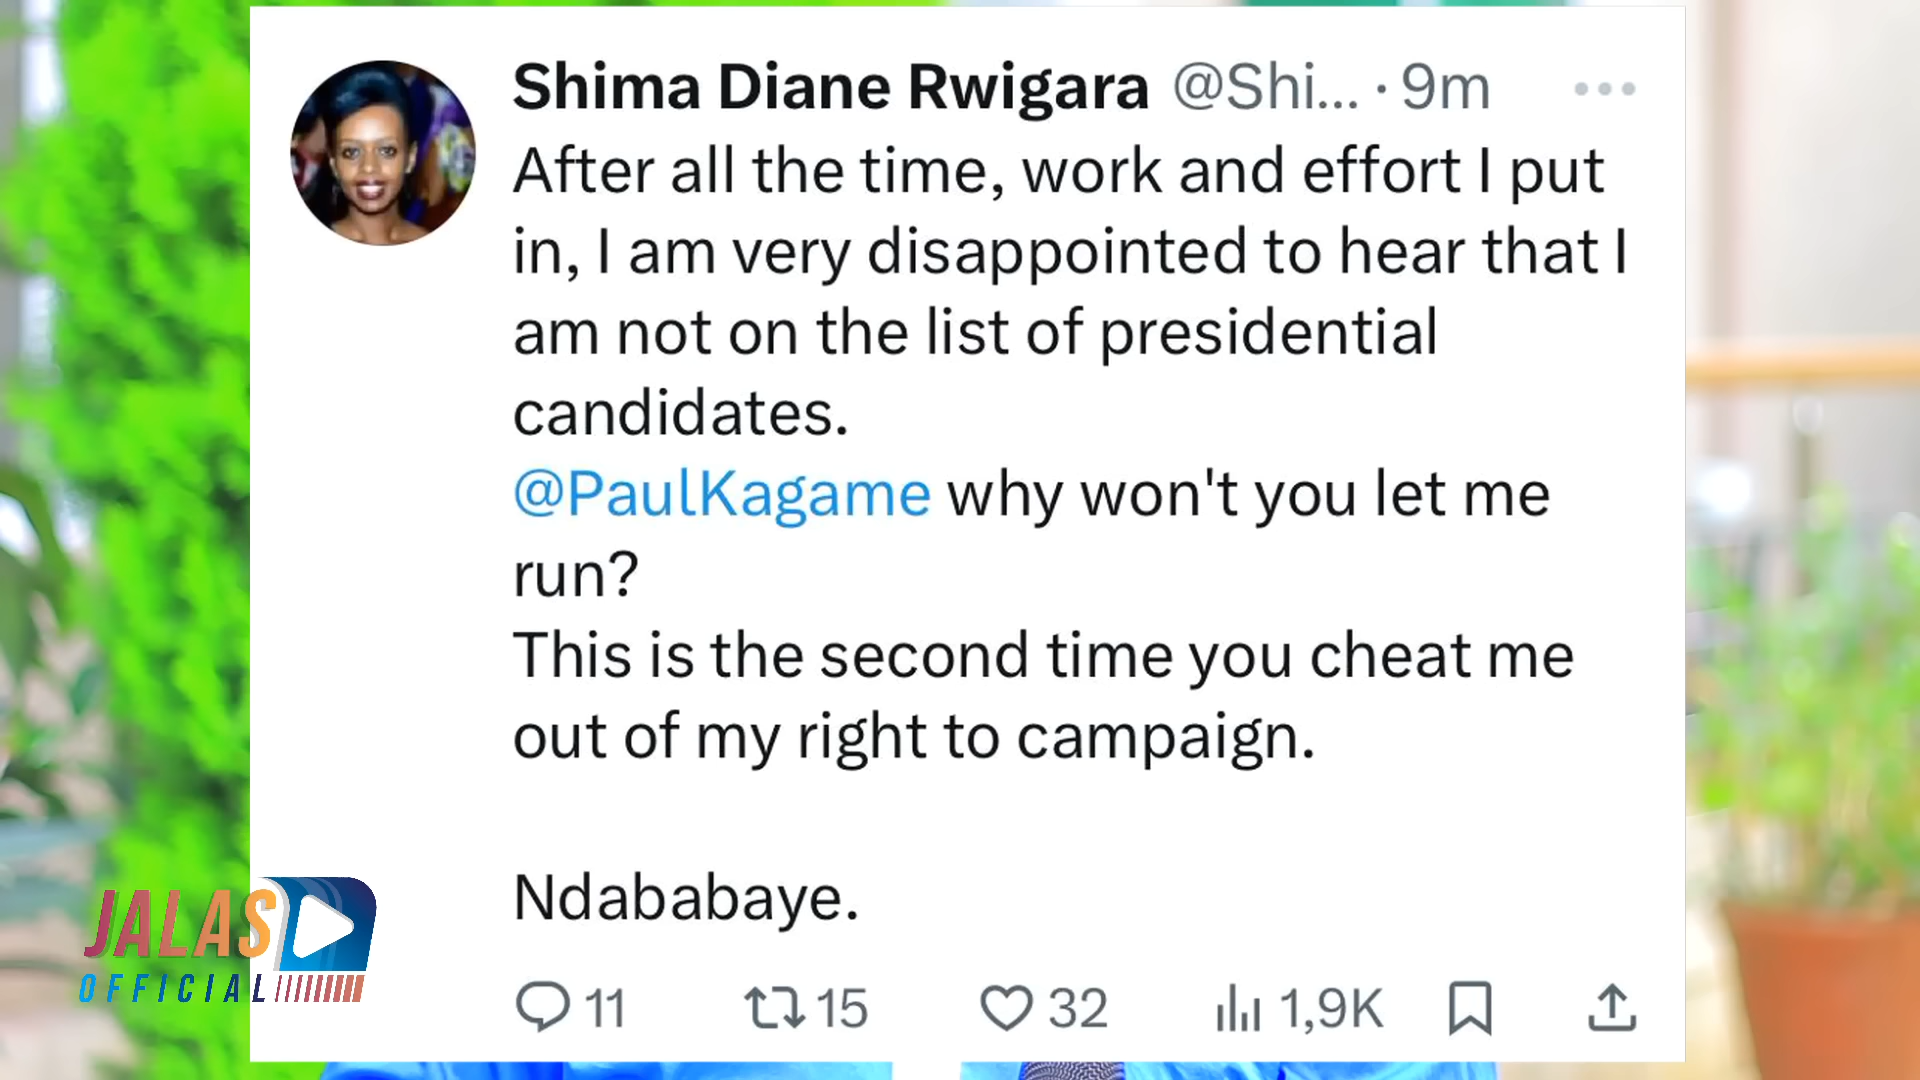 Shima Diane Rwigara @Shi... · 9m
After all the time, work and effort I put
in, I am very disappointed to hear that I
am not on the list of presidential
candidates.
@PaulKagame why won't you let me
run?
This is the second time you cheat me
out of my right to campaign.
Ndababaye.
11 15 32 1,9K
JALAS
OFFICIAL